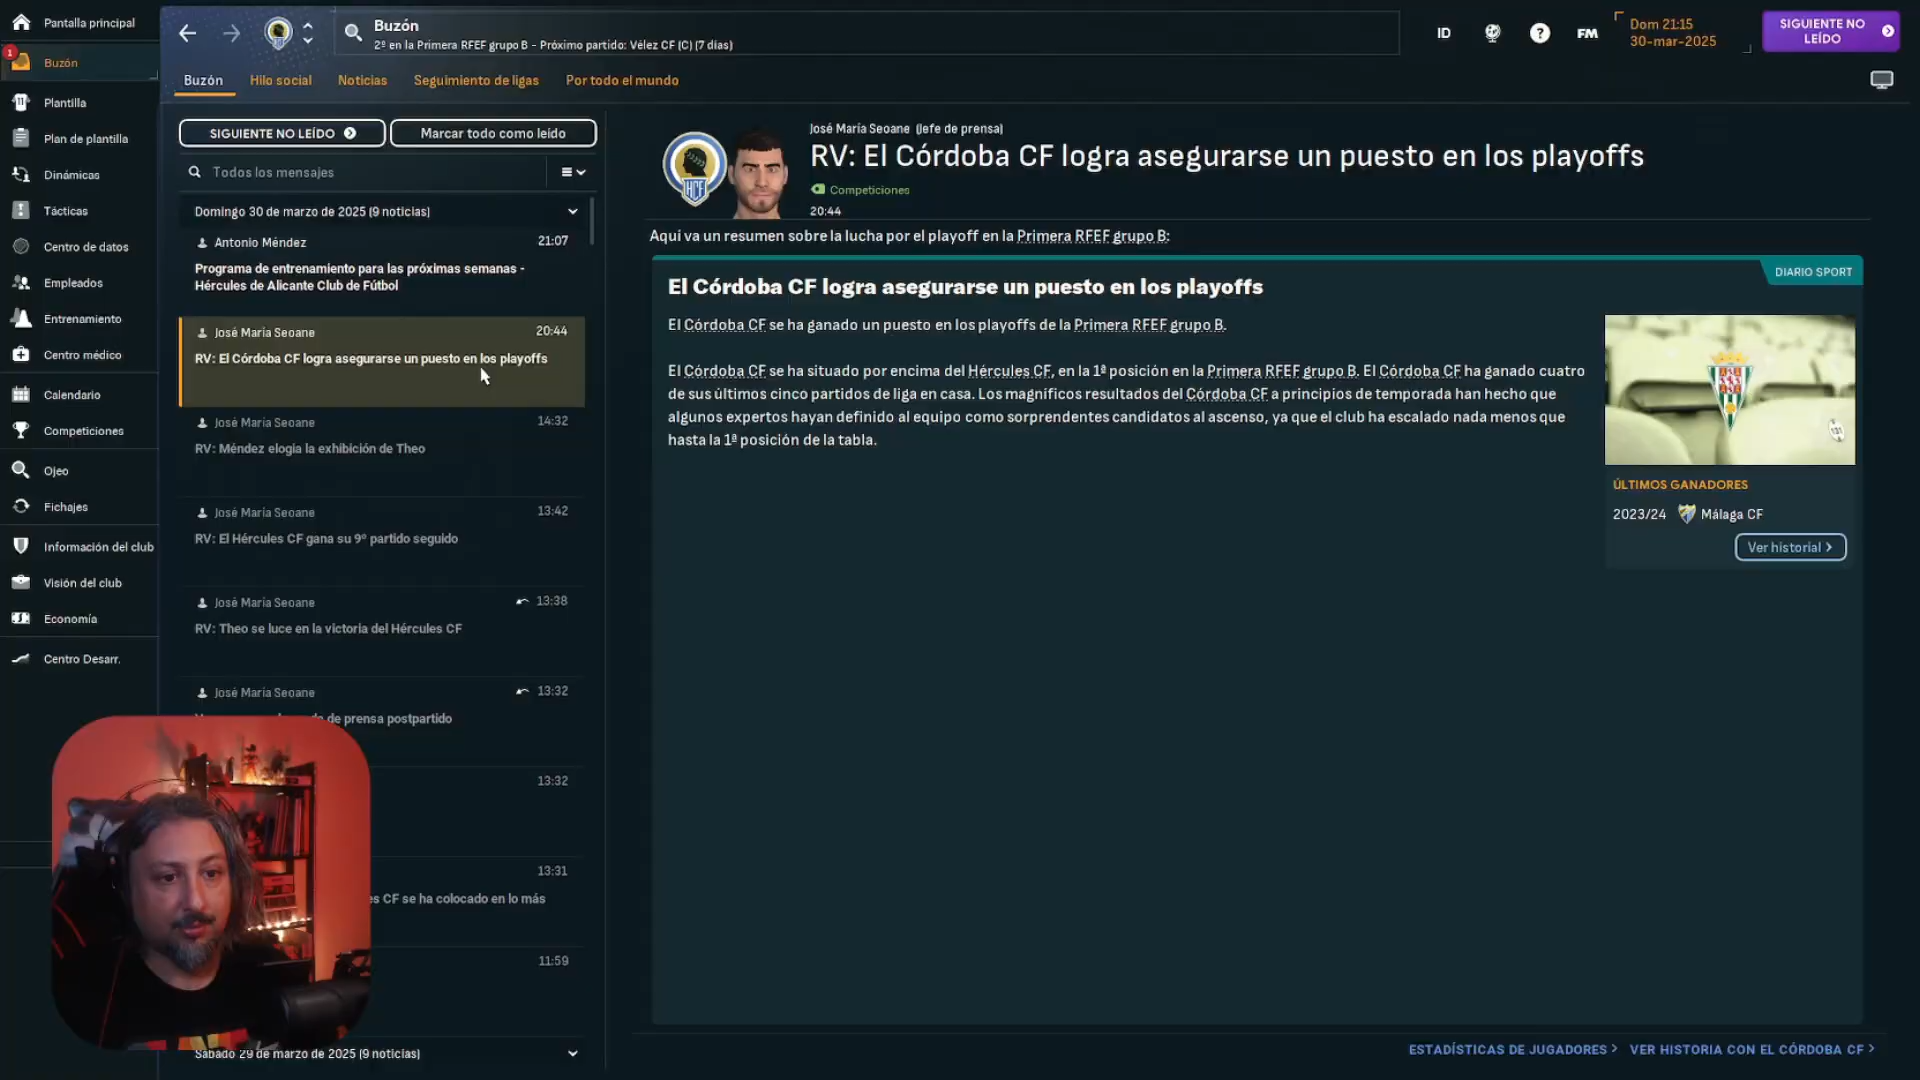 Pantalla principal
1
Buzón
Plantilla
Plan de plantilla
Dinámicas
Tácticas
Centro de datos
Empleados
Entrenamiento
Centro médico
Calendario
Competiciones
Ojeo
Fichajes
Información del club
Visión del club
Economía
Centro Desarr.
Buzón
2º en la Primera RFEF grupo B - Próximo partido: Vélez CF (C) (7 días)
ID
?
FM
Dom 21:15
30-mar-2025
SIGUIENTE NO
LEÍDO
Buzón
Hilo social
Noticias
Seguimiento de ligas
Por todo el mundo
SIGUIENTE NO LEÍDO
Marcar todo como leído
Todos los mensajes
Domingo 30 de marzo de 2025 (9 noticias)
Antonio Méndez
21:07
Programa de entrenamiento para las próximas semanas -
Hércules de Alicante Club de Fútbol
José María Seoane
20:44
RV: El Córdoba CF logra asegurarse un puesto en los playoffs
José María Seoane
14:32
RV: Méndez elogia la exhibición de Theo
José María Seoane
13:42
RV: El Hércules CF gana su 9º partido seguido
José María Seoane
13:38
RV: Theo se luce en la victoria del Hércules CF
José María Seoane
13:32
de prensa postpartido
13:32
13:31
CF se ha colocado en lo más
11:59
Sábado 29 de marzo de 2025 (9 noticias)
José María Seoane (Jefe de prensa)
RV: El Córdoba CF logra asegurarse un puesto en los playoffs
Competiciones
20:44
HCF
Aquí va un resumen sobre la lucha por el playoff en la Primera RFEF grupo B:
DIARIO SPORT
El Córdoba CF logra asegurarse un puesto en los playoffs
El Córdoba CF se ha ganado un puesto en los playoffs de la Primera RFEF grupo B.
El Córdoba CF se ha situado por encima del Hércules CF, en la 1ª posición en la Primera RFEF grupo B. El Córdoba CF ha ganado cuatro
de sus últimos cinco partidos de liga en casa. Los magníficos resultados del Córdoba CF a principios de temporada han hecho que
algunos expertos hayan definido al equipo como sorprendentes candidatos al ascenso, ya que el club ha escalado nada menos que
hasta la 1ª posición de la tabla.
ÚLTIMOS GANADORES
2023/24 Málaga CF
Ver historial
ESTADÍSTICAS DE JUGADORES
VER HISTORIA CON EL CÓRDOBA CF